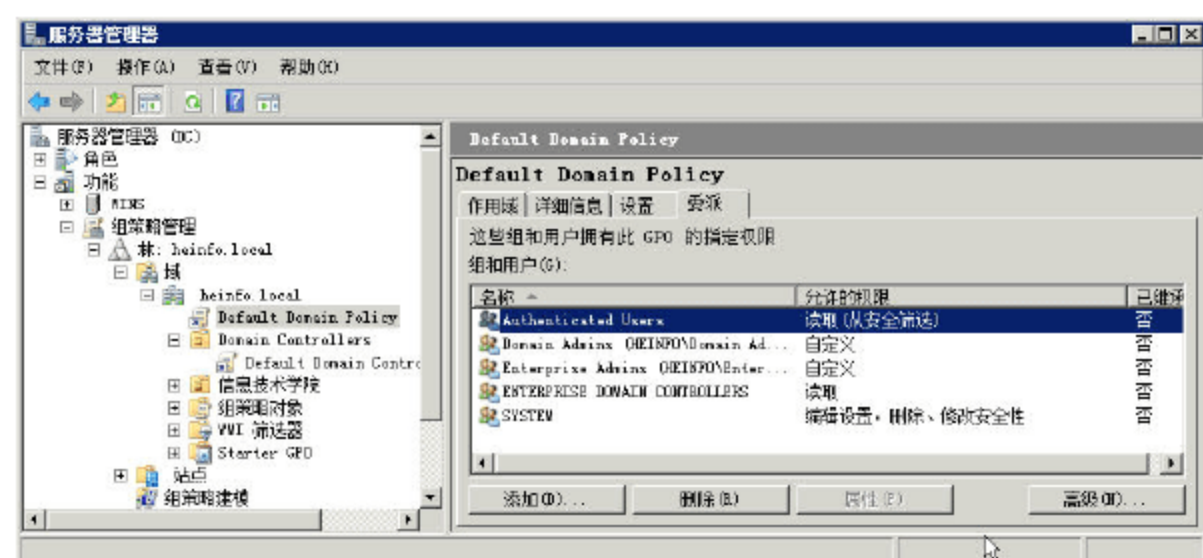 服务器管理器
文件(F) 操作(A) 查看(V) 帮助(H)
服务器管理器 (DC)
角色
功能
WINS
组策略管理
林: heinfo.local
域
heinfo.local
Default Domain Policy
Domain Controllers
Default Domain Contro
信息技术学院
组策略对象
WMI 筛选器
Starter GPO
站点
组策略建模
Default Domain Policy
Default Domain Policy
作用域 详细信息 设置 委派
这些组和用户拥有此 GPO 的指定权限
组和用户(G):
名称 允许的权限 已继承
Authenticated Users 读取(从安全筛选) 否
Domain Admins (HEINFO\Domain Ad... 自定义 否
Enterprise Admins (HEINFO\Enter... 自定义 否
ENTERPRISE DOMAIN CONTROLLERS 读取 否
SYSTEM 编辑设置、删除、修改安全性 否
添加(D)... 删除(R) 属性(P) 高级(N)...